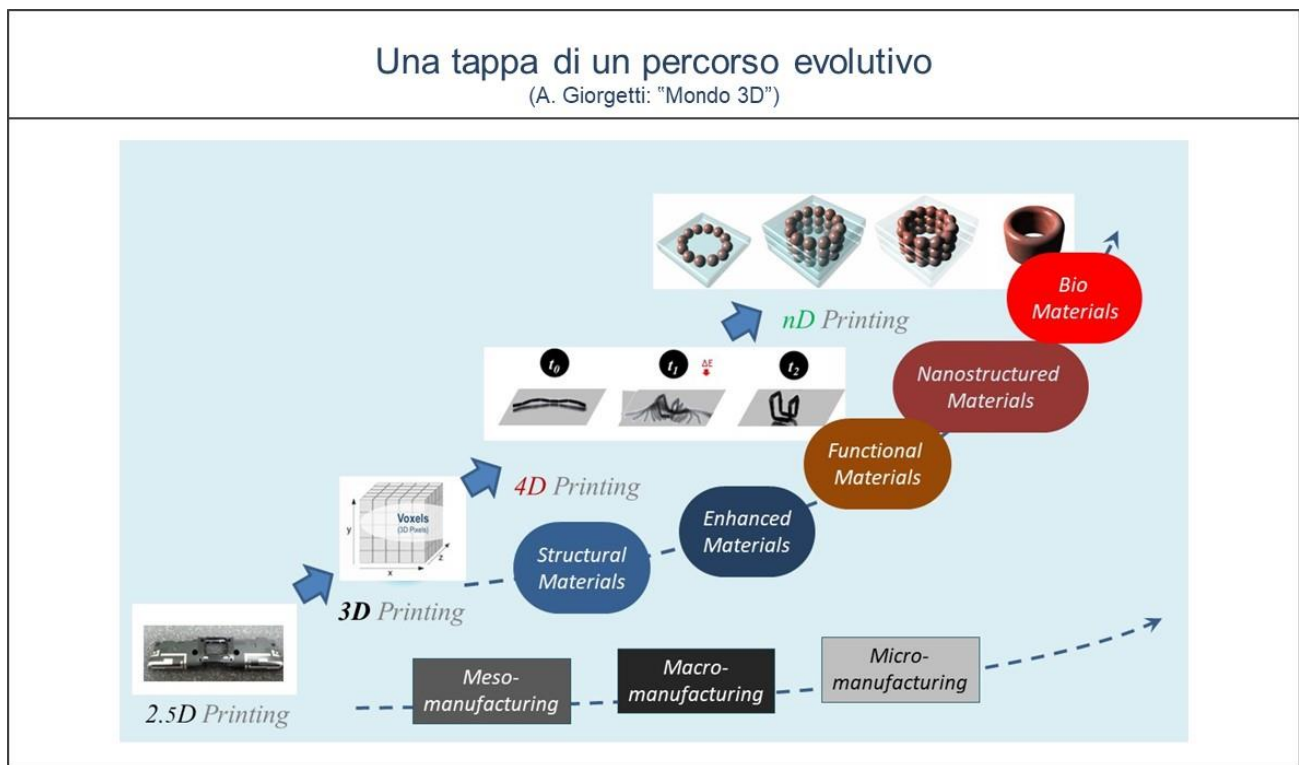 Una tappa di un percorso evolutivo
(A. Giorgetti: "Mondo 3D")
Bio
Materials
nD Printing
t0
t1
ΔE
t2
Nanostructured
Materials
Functional
Materials
4D Printing
Voxels
(3D Pixels)
y
z
x
Enhanced
Materials
Structural
Materials
3D Printing
Meso-
manufacturing
Macro-
manufacturing
Micro-
manufacturing
2.5D Printing